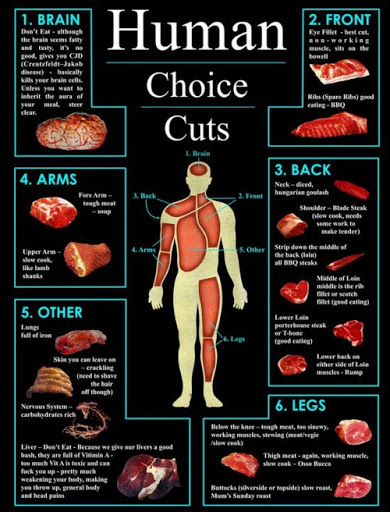 Human
Choice
Cuts
1. BRAIN
Don't Eat - although
the brain seems fatty
and tasty, it's no
good, gives you CJD
(Creutzfeldt–Jakob
disease) - basically
kills your brain cells.
Unless you want to
inherit the aura of
your meal, steer
clear.
2. FRONT
Eye Fillet - best cut,
non-working
muscle, sits on the
bowell
Ribs (Spare Ribs) good
eating - BBQ
1. Brain
3. Back
2. Front
4. Arms
5. Other
6. Legs
3. BACK
Neck – diced,
hungarian goulash
Shoulder – Blade Steak
(slow cook, needs
some work to
make tender)
Strip down the middle of
the back (loin)
all BBQ steaks
Middle of Loin
middle is the rib
fillet or scotch
fillet (good eating)
Lower Loin
porterhouse steak
or T-bone
(good eating)
Lower back on
either side of Loin
muscles - Rump
4. ARMS
Fore Arm –
tough meat
– soup
Upper Arm –
slow cook,
like lamb
shanks
5. OTHER
Lungs
full of iron
Skin you can leave on
– crackling
(need to shave
the hair
off though)
Nervous System –
carbohydrates rich
Liver – Don't Eat - Because we give our livers a good
bash, they are full of Vitimin A -
too much Vit A is toxic and can
fuck you up - pretty much
weakening your body, making
you throw up, general body
and head pains
6. LEGS
Below the knee – tough meat, too sinewy,
working muscles, stewing (meat/vegie
/slow cook)
Thigh meat - again, working muscle,
slow cook – Osso Bucco
Buttocks (silverside or topside) slow roast,
Mum's Sunday roast